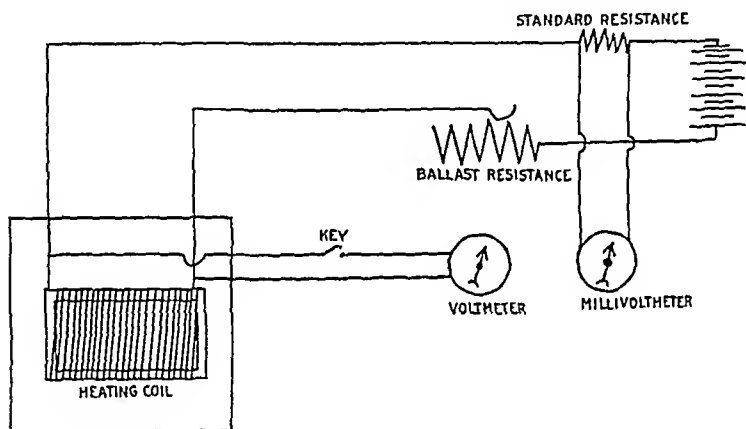 STANDARD RESISTANCE
BALLAST RESISTANCE
KEY
VOLTMETER
MILLIVOLTMETER
HEATING COIL